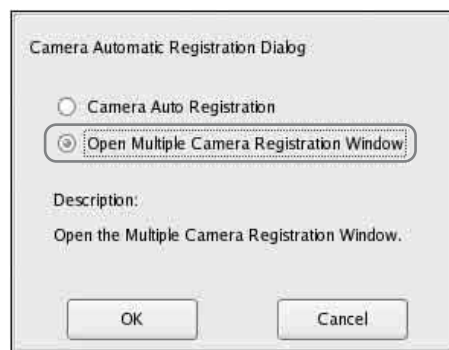 Camera Automatic Registration Dialog
Camera Auto Registration
Open Multiple Camera Registration Window
Description:
Open the Multiple Camera Registration Window.
OK
Cancel